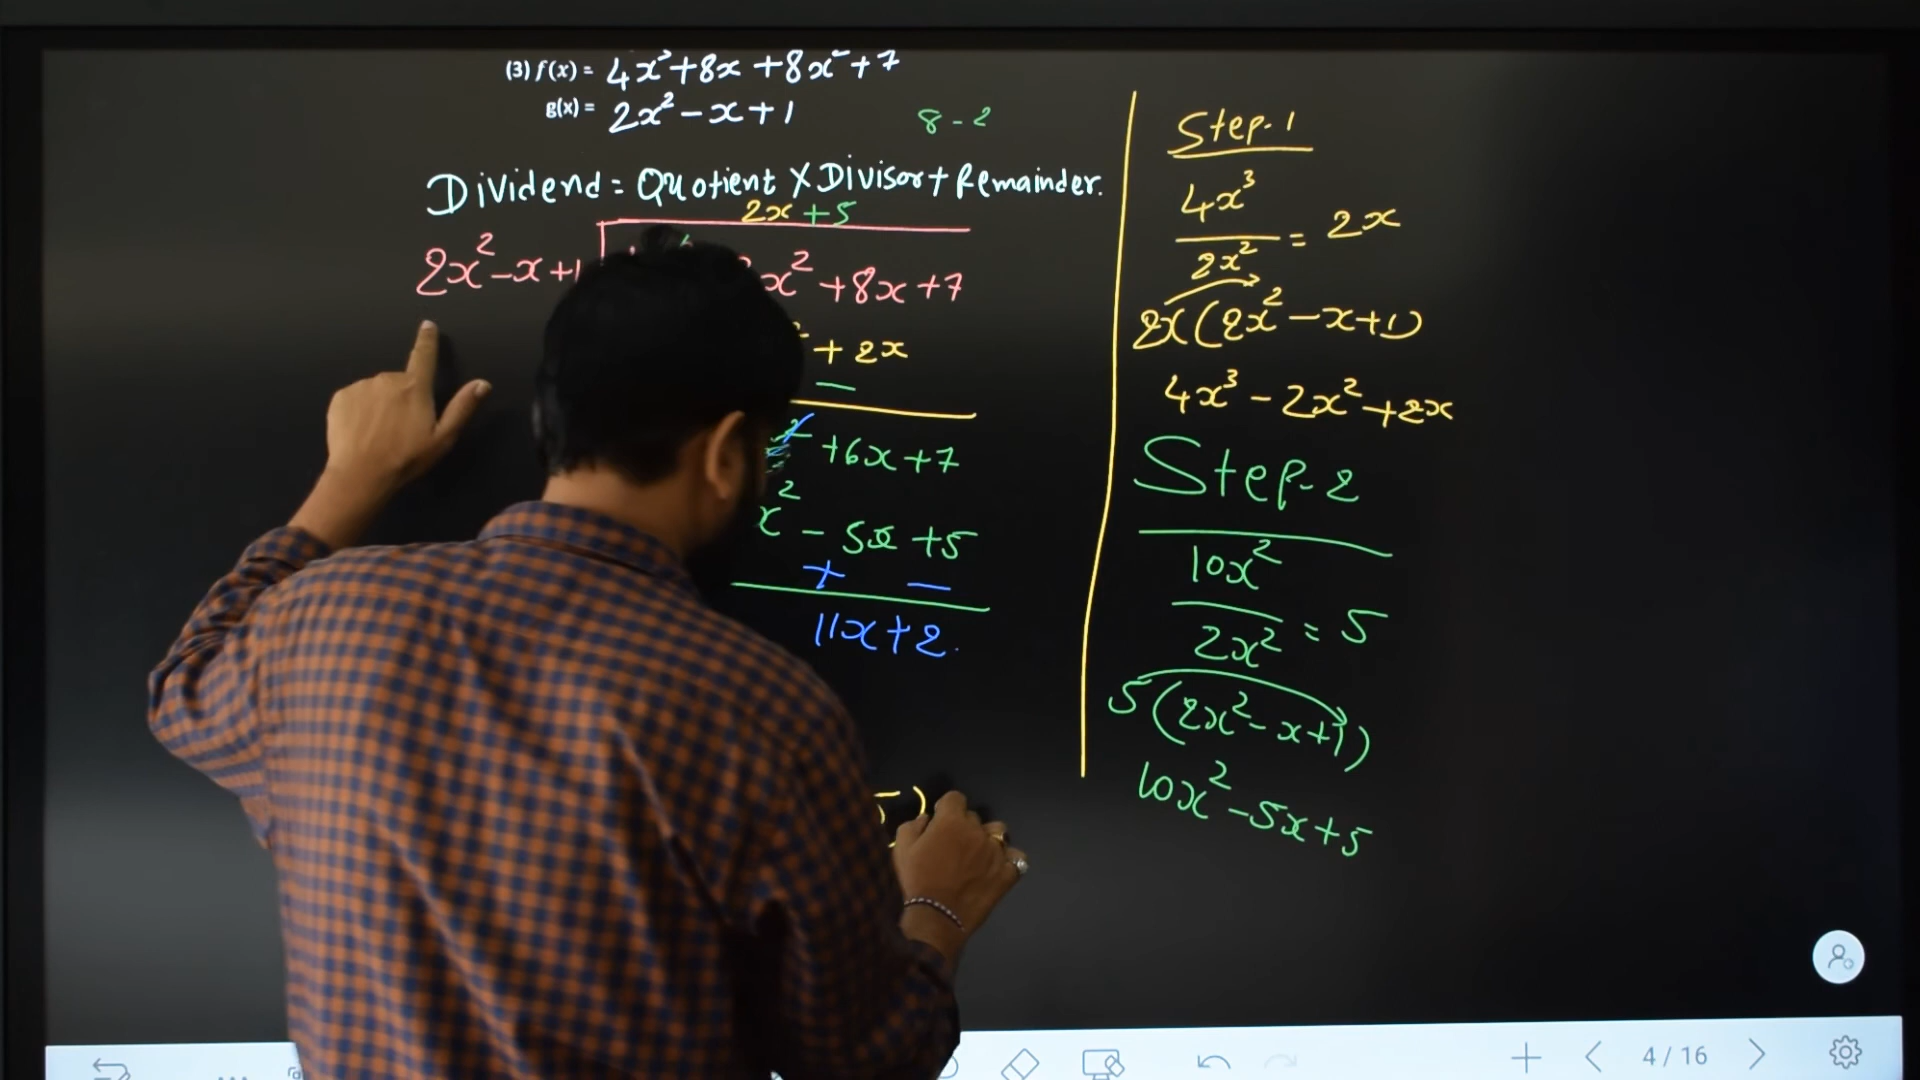 (3) f(x) = 4x³+8x+8x²+7
g(x) = 2x²-x+1
8-2
Dividend = Quotient X Divisor + Remainder.
2x+5
2x²-x+1
x²+8x+7
+2x
—
+6x+7
x²-5x+5
+ —
11x+2.
5)
Step-1
4x³
2x² = 2x
2x(2x²-x+1)
4x³-2x²+2x
Step-2
10x²
2x² = 5
5(2x²-x+1)
10x²-5x+5
4 / 16